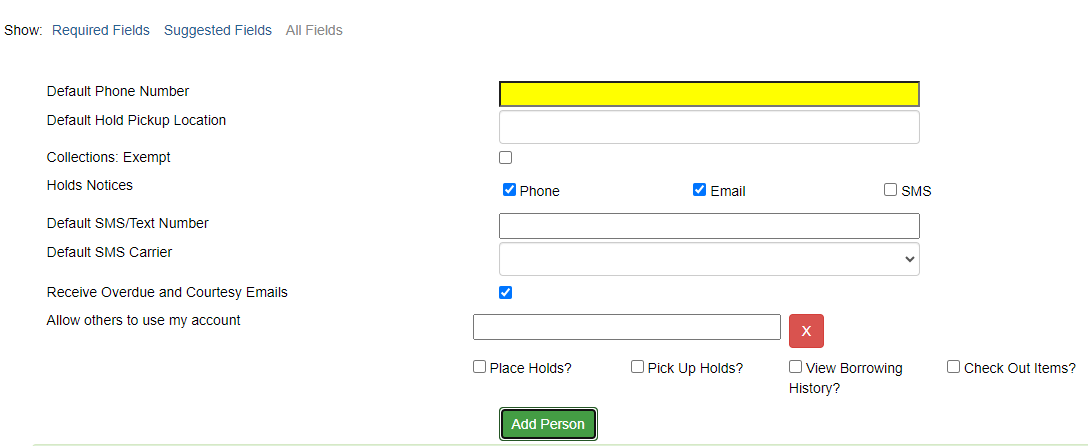 Show: Required Fields Suggested Fields All Fields
Default Phone Number
Default Hold Pickup Location
Collections: Exempt
Holds Notices Phone Email SMS
Default SMS/Text Number
Default SMS Carrier
Receive Overdue and Courtesy Emails
Allow others to use my account X
Place Holds? Pick Up Holds? View Borrowing Check Out Items?
History?
Add Person